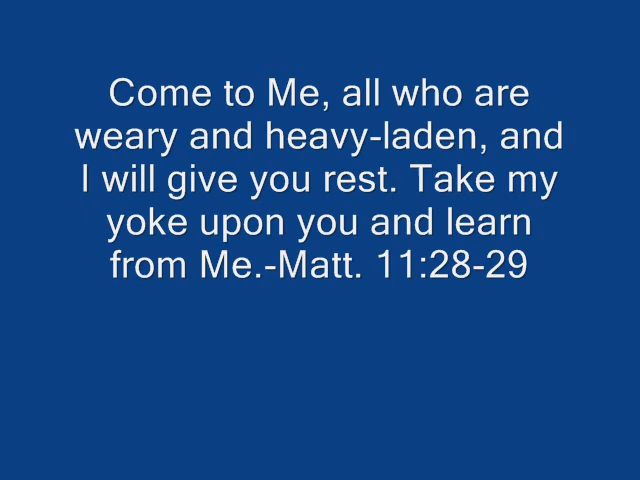 Come to Me, all who are
weary and heavy-laden, and
I will give you rest. Take my
yoke upon you and learn
from Me.-Matt. 11:28-29